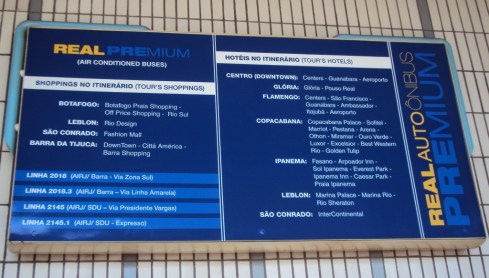 REAL PREMIUM
(AIR CONDITIONED BUSES)
SHOPPINGS NO ITINERÁRIO (TOUR'S SHOPPINGS)
BOTAFOGO: Botafogo Praia Shopping -
Off Price Shopping - Rio Sul
LEBLON: Rio Design
SÃO CONRADO: Fashion Mall
BARRA DA TIJUCA: DownTown - Città América -
Barra Shopping
LINHA 2018 (AIRJ/ Barra - Via Zona Sul)
LINHA 2018.3 (AIRJ/ Barra – Via Linha Amarela)
LINHA 2145 (AIRJ/ SDU - Via Presidente Vargas)
LINHA 2145.1 (AIRJ/ SDU - Expresso)
HOTÉIS NO ITINERÁRIO (TOUR'S HOTELS)
CENTRO (DOWNTOWN): Center - Guanabara - Aeroporto
GLÓRIA: Glória - Pouso Real
FLAMENGO: Center - São Francisco -
Guanabara - Ambassador -
Itajubá - Aeroporto
COPACABANA: Copacabana Palace - Sofitel -
Marriot - Pestana - Arena -
Othon - Miramar - Ouro Verde -
Luxor - Excelsior - Best Western
Rio - Golden Tulip
IPANEMA: Fasano - Arpoador Inn -
Sol Ipanema - Everest Park -
Ipanema Inn - Caesar Park -
Praia Ipanema
LEBLON: Marina Palace - Marina Rio -
Rio Sheraton
SÃO CONRADO: InterContinental
REAL AUTO ÔNIBUS
PREMIUM